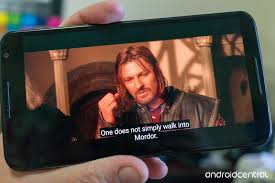 One does not simply walk into
Mordor.
androidcentral